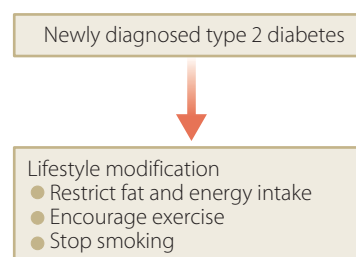 Newly diagnosed type 2 diabetes
Lifestyle modification
● Restrict fat and energy intake
● Encourage exercise
● Stop smoking